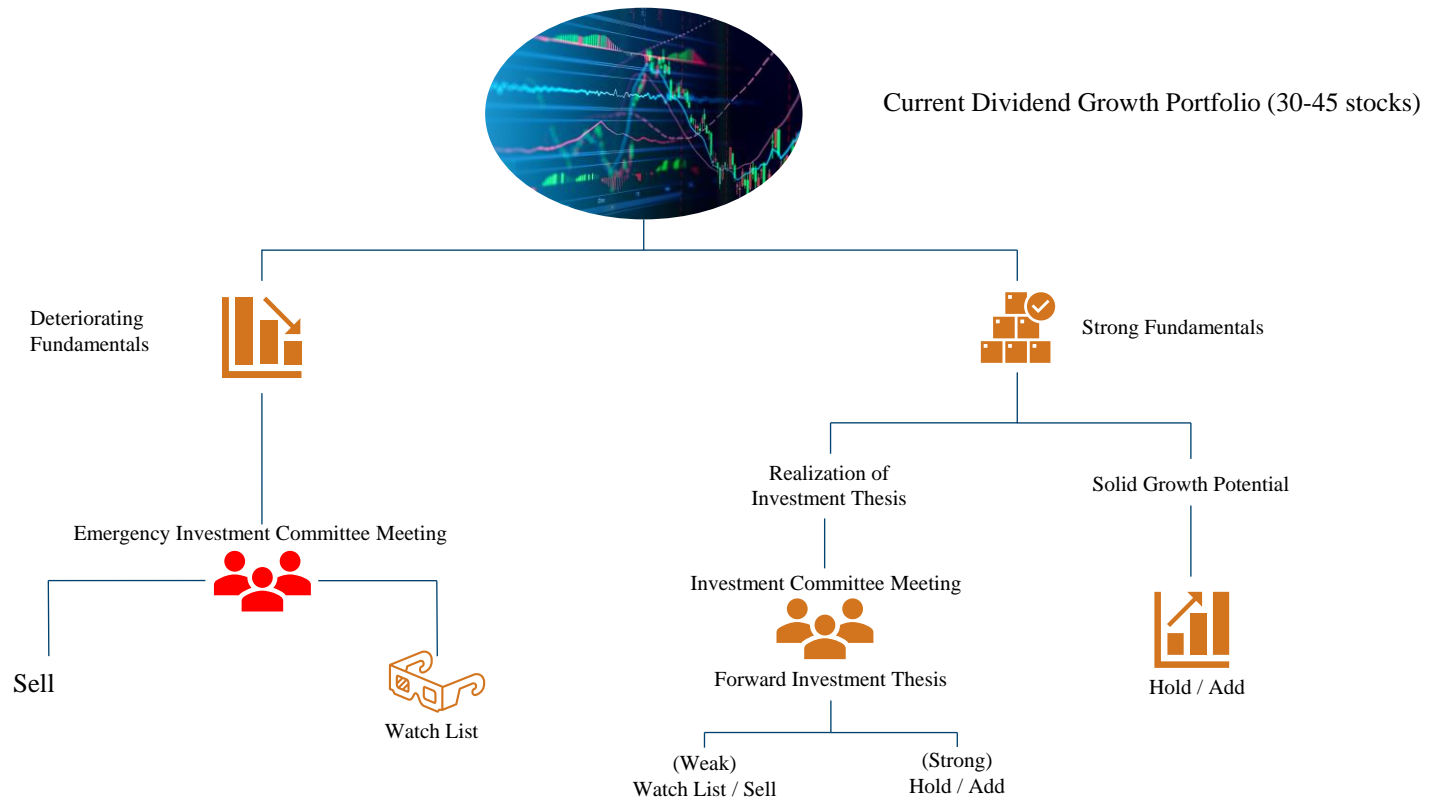 Current Dividend Growth Portfolio (30-45 stocks)
Deteriorating
Fundamentals
Strong Fundamentals
Realization of
Investment Thesis
Solid Growth Potential
Emergency Investment Committee Meeting
Investment Committee Meeting
Sell
Watch List
Forward Investment Thesis
Hold / Add
(Weak)
Watch List / Sell
(Strong)
Hold / Add